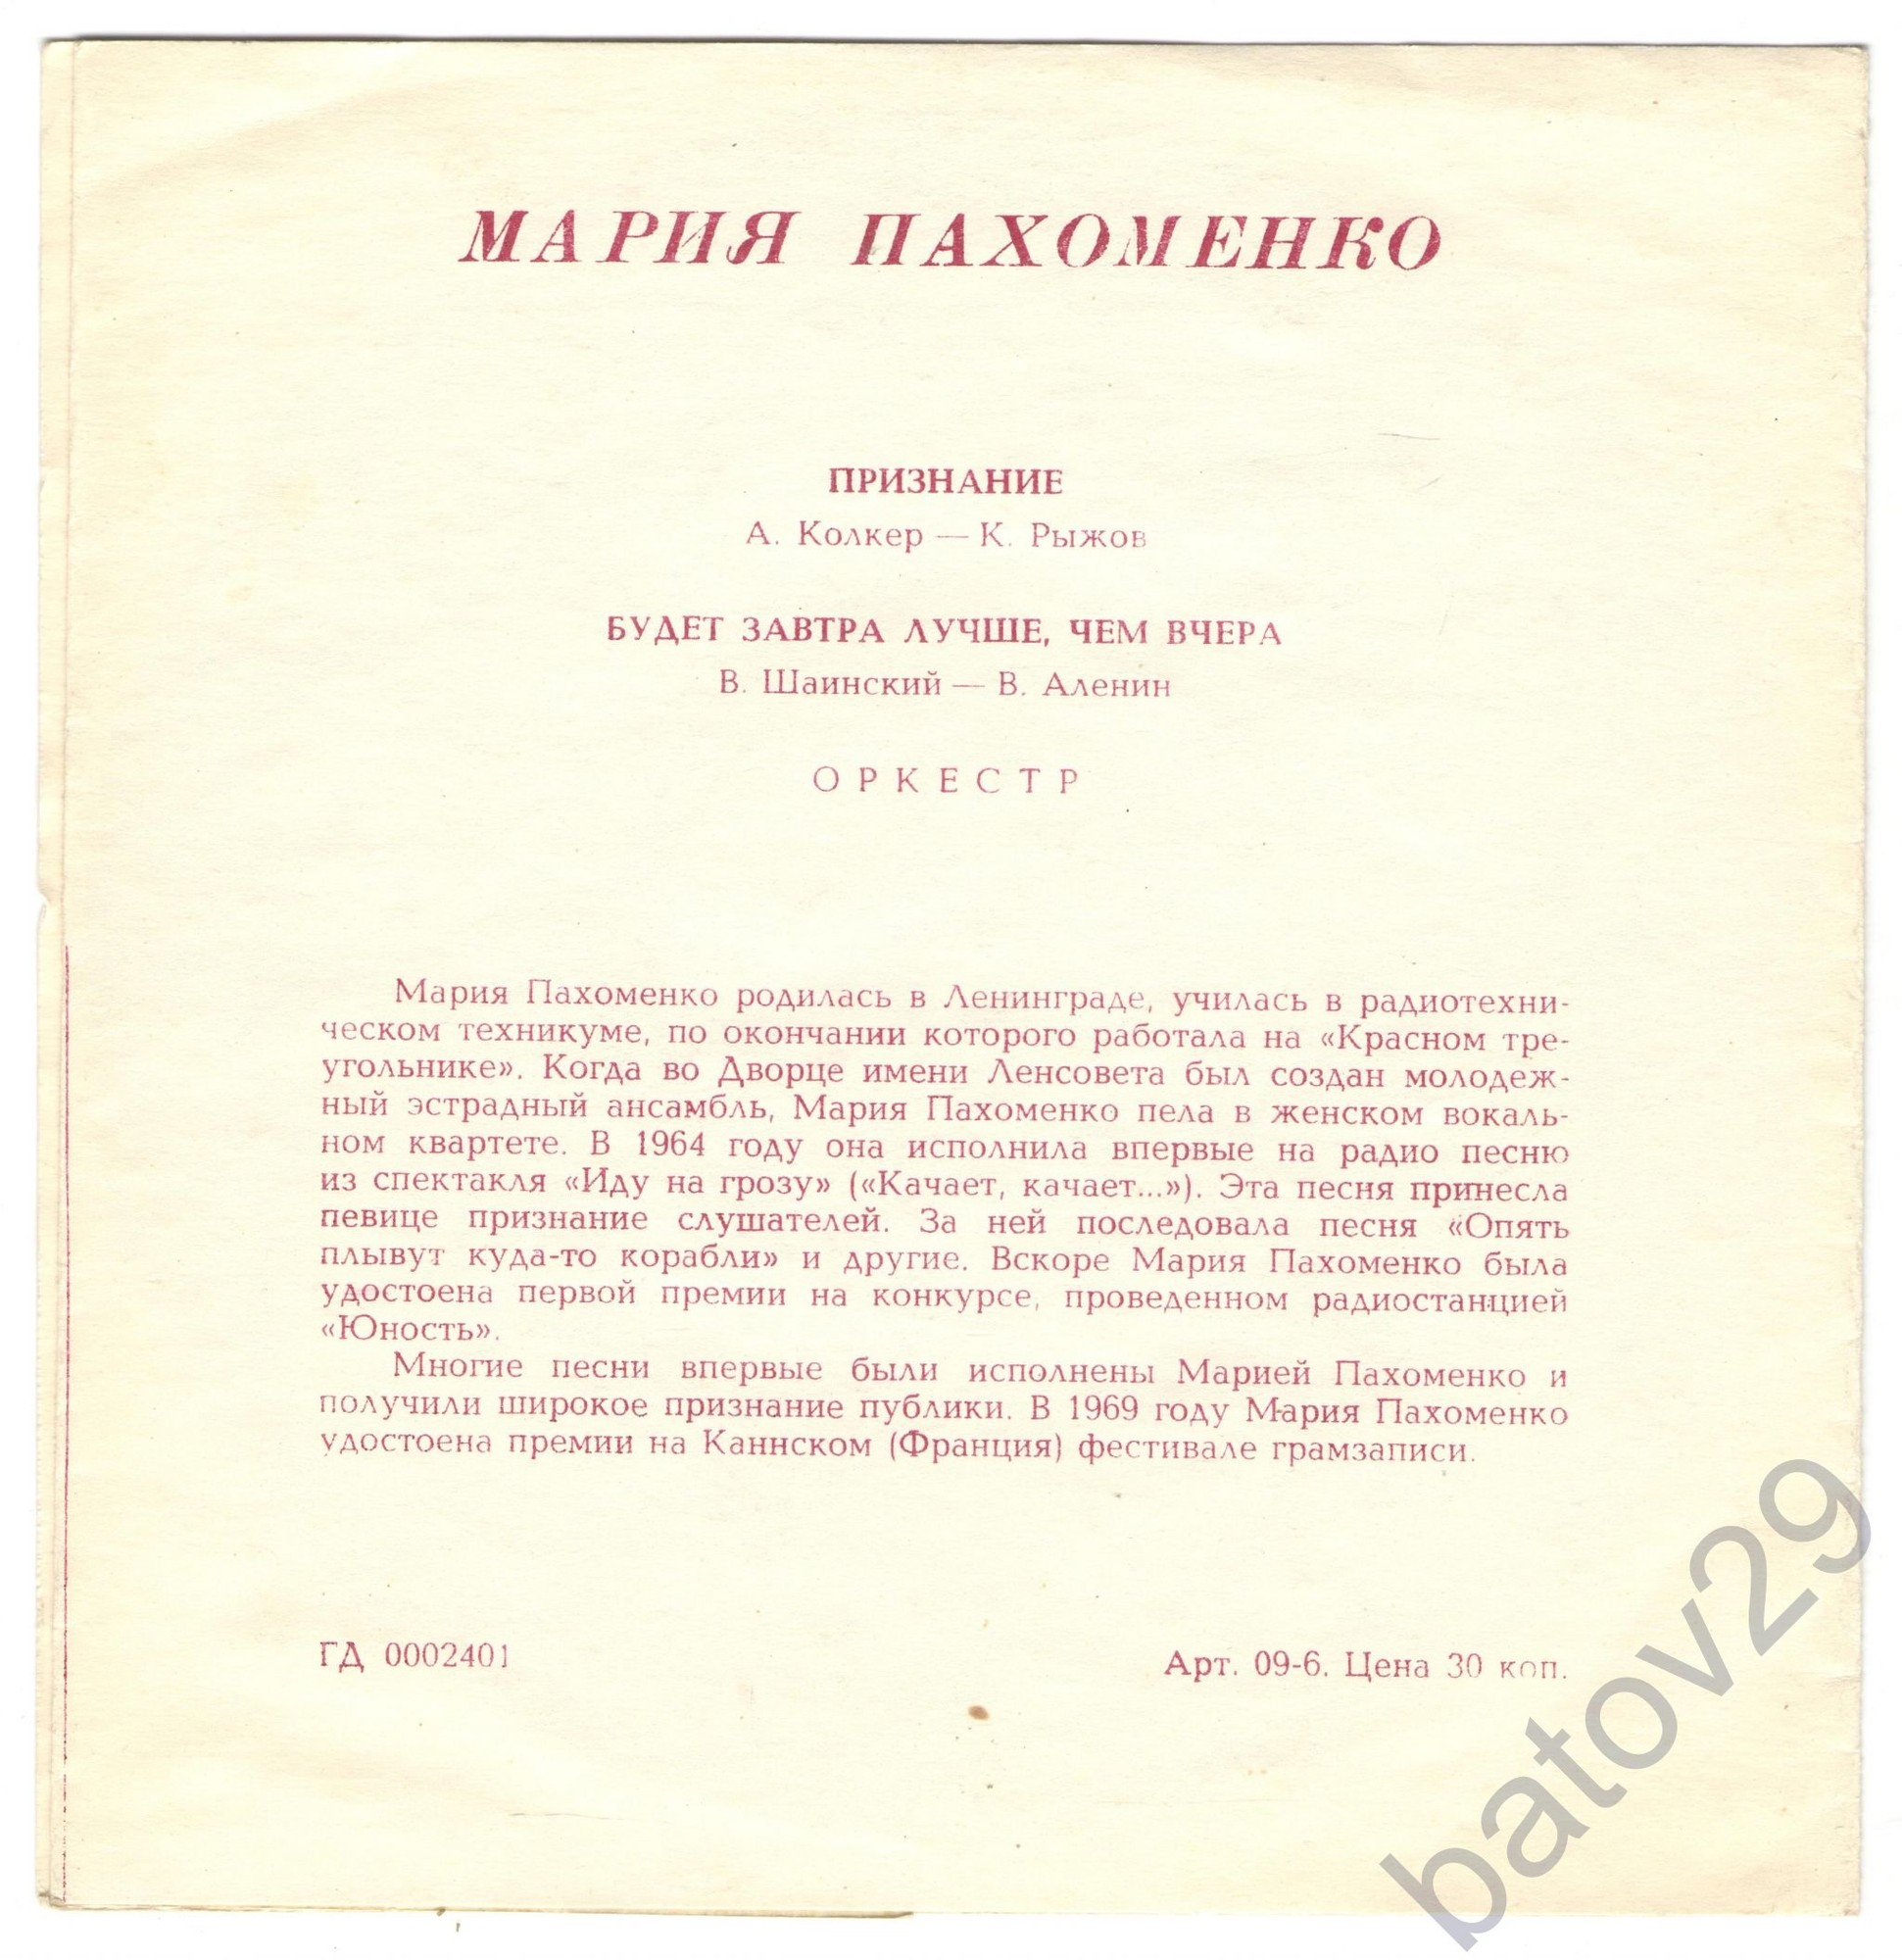 МАРИЯ ПАХОМЕНКО
ПРИЗНАНИЕ
А. Колкер — К. Рыжов
БУДЕТ ЗАВТРА ЛУЧШЕ, ЧЕМ ВЧЕРА
В. Шаинский — В. Аленин
ОРКЕСТР
Мария Пахоменко родилась в Ленинграде, училась в радиотехни-
ческом техникуме, по окончании которого работала на «Красном тре-
угольнике». Когда во Дворце имени Ленсовета был создан молодеж-
ный эстрадный ансамбль, Мария Пахоменко пела в женском вокаль-
ном квартете. В 1964 году она исполнила впервые на радио песню
из спектакля «Иду на грозу» («Качает, качает...»). Эта песня принесла
певице признание слушателей. За ней последовала песня «Опять
плывут куда-то корабли» и другие. Вскоре Мария Пахоменко была
удостоена первой премии на конкурсе, проведенном радиостанцией
«Юность».
Многие песни впервые были исполнены Марией Пахоменко и
получили широкое признание публики. В 1969 году Мария Пахоменко
удостоена премии на Каннском (Франция) фестивале грамзаписи.
ГД 0002401
Арт. 09-6. Цена 30 коп.
batov29